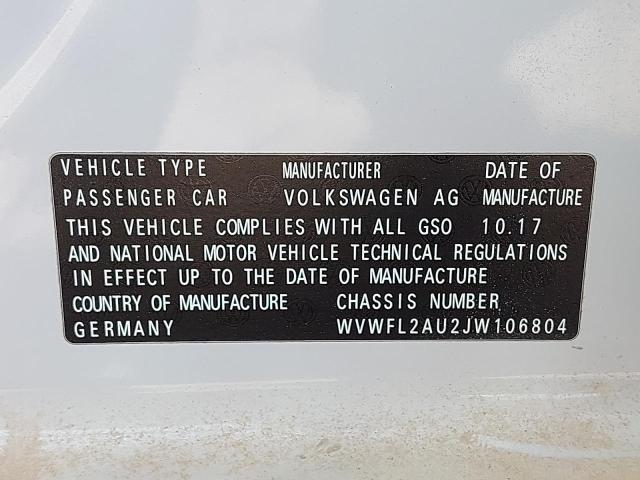 VEHICLE TYPE MANUFACTURER DATE OF
PASSENGER CAR VOLKSWAGEN AG MANUFACTURE
THIS VEHICLE COMPLIES WITH ALL GSO 10.17
AND NATIONAL MOTOR VEHICLE TECHNICAL REGULATIONS
IN EFFECT UP TO THE DATE OF MANUFACTURE
COUNTRY OF MANUFACTURE CHASSIS NUMBER
GERMANY WVWFL2AU2JW106804